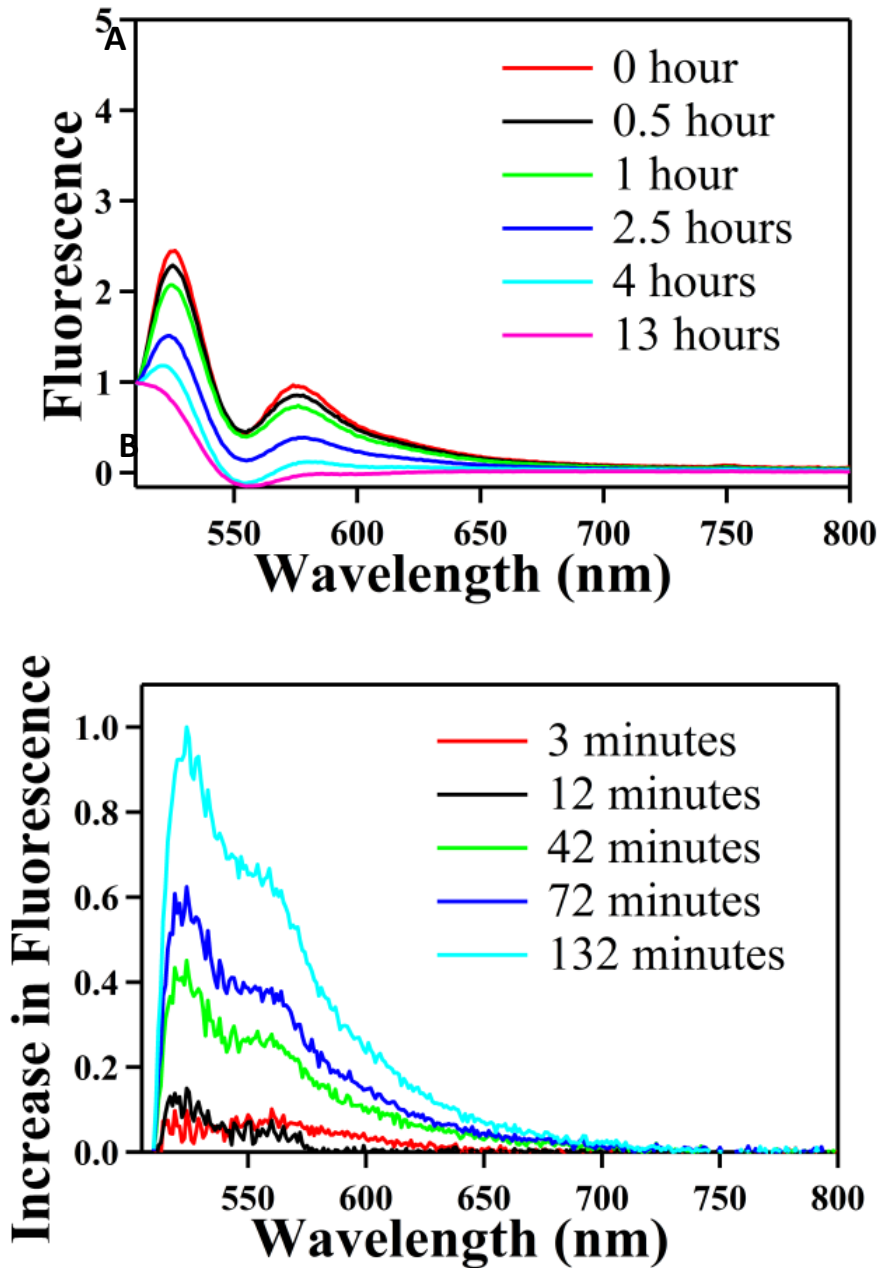 A
5
4
3
2
1
0
B
Fluorescence
0 hour
0.5 hour
1 hour
2.5 hours
4 hours
13 hours
550 600 650 700 750 800
Wavelength (nm)
Increase in Fluorescence
1.0
0.8
0.6
0.4
0.2
0.0
3 minutes
12 minutes
42 minutes
72 minutes
132 minutes
550 600 650 700 750 800
Wavelength (nm)